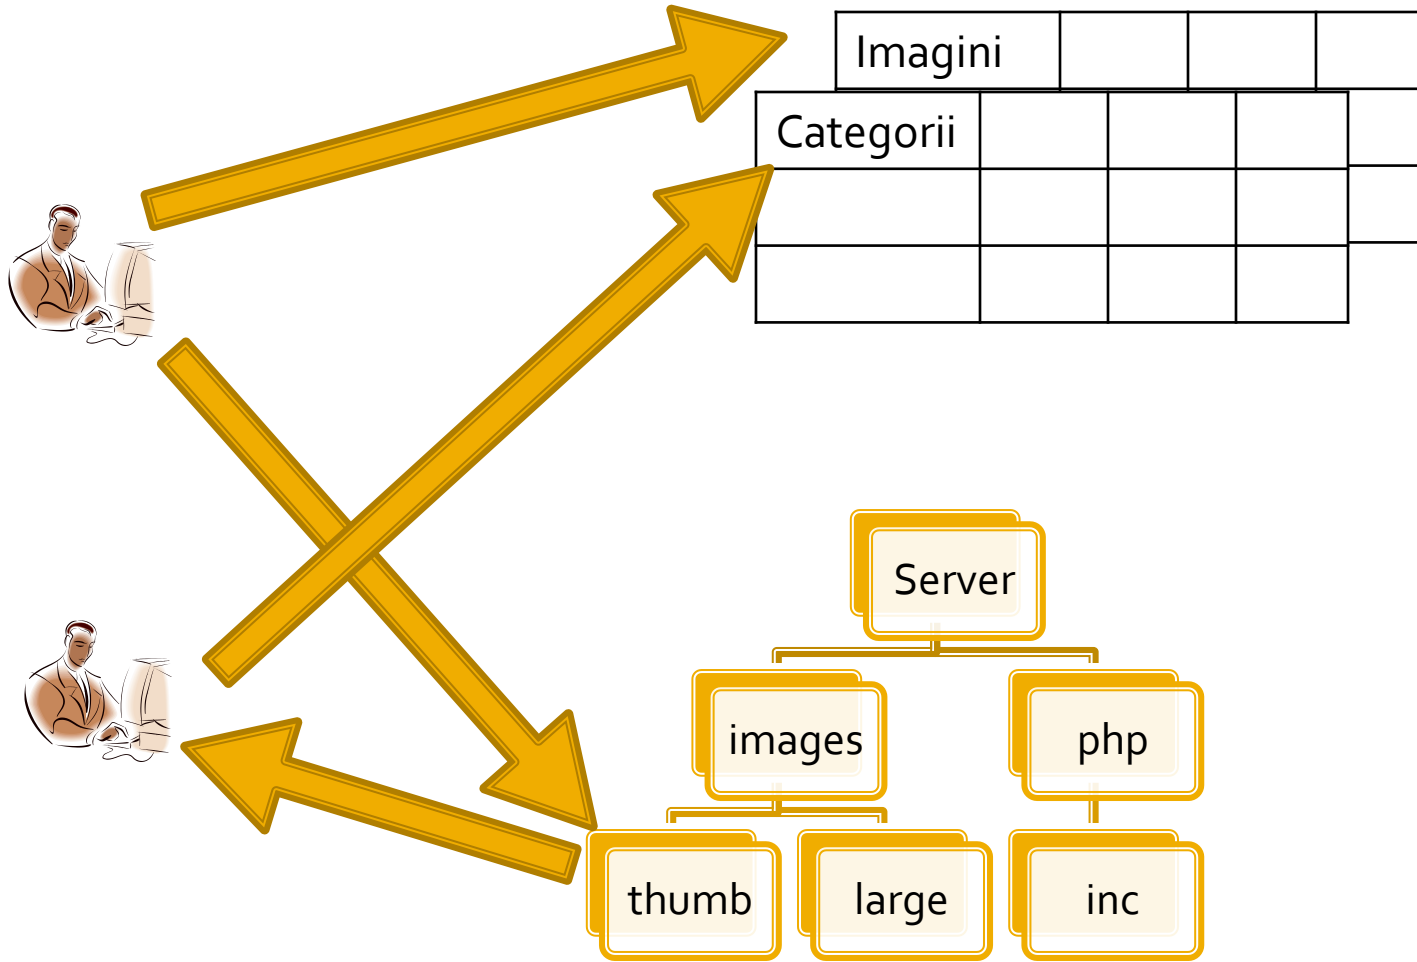 Imagini
Categorii
Server
images
php
thumb
large
inc